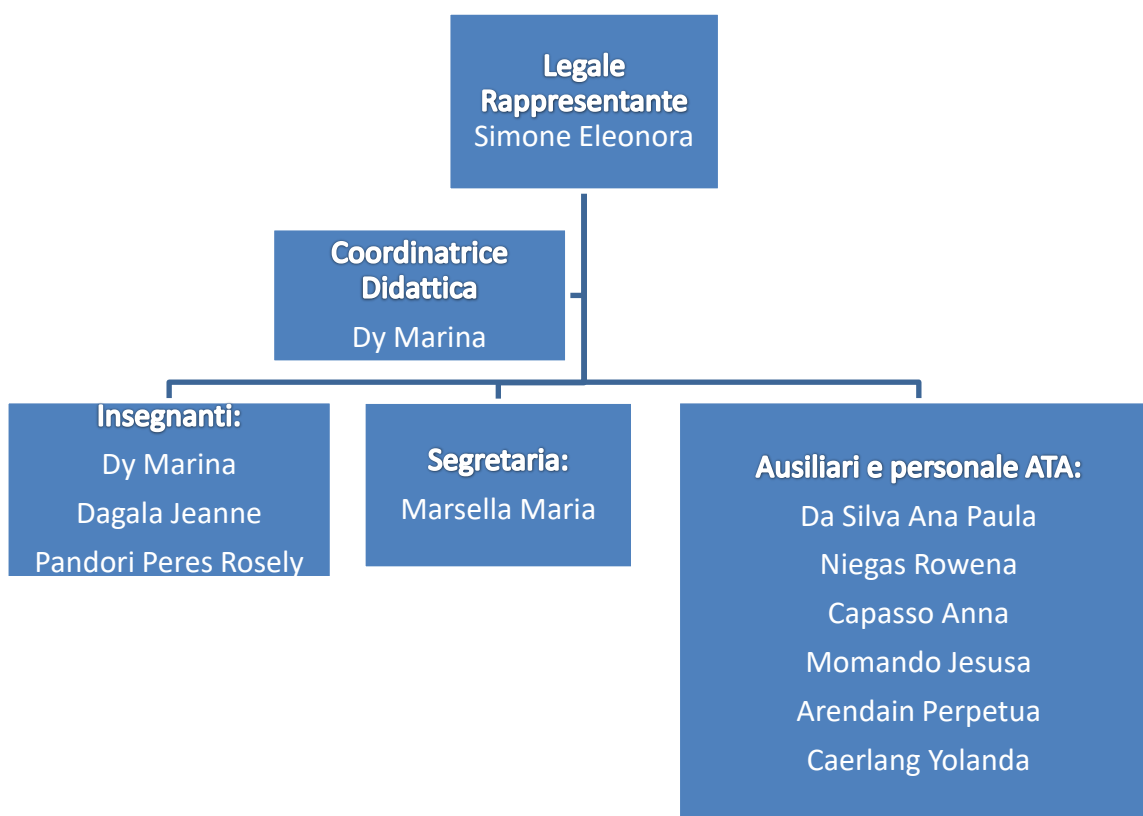 Legale
Rappresentante
Simone Eleonora
Coordinatrice
Didattica
Dy Marina
Insegnanti:
Dy Marina
Dagala Jeanne
Pandori Peres Rosely
Segretaria:
Marsella Maria
Ausiliari e personale ATA:
Da Silva Ana Paula
Niegas Rowena
Capasso Anna
Momando Jesusa
Arendain Perpetua
Caerlang Yolanda